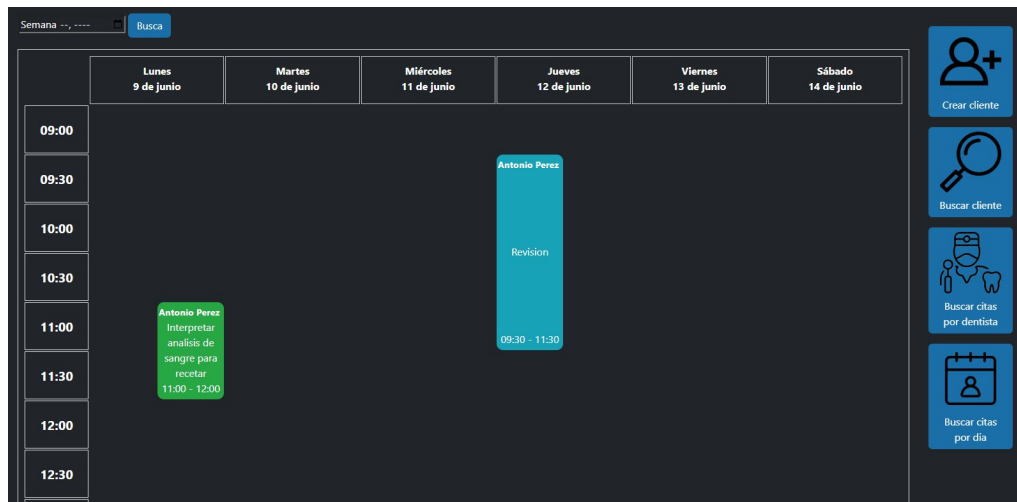 Semana --, ----
Busca
Lunes
9 de junio
Martes
10 de junio
Miércoles
11 de junio
Jueves
12 de junio
Viernes
13 de junio
Sábado
14 de junio
09:00
09:30
10:00
10:30
11:00
11:30
12:00
12:30
Antonio Perez
Interpretar
analisis de
sangre para
recetar
11:00 - 12:00
Antonio Perez
Revision
09:30 - 11:30
Crear cliente
Buscar cliente
Buscar citas
por dentista
Buscar citas
por dia